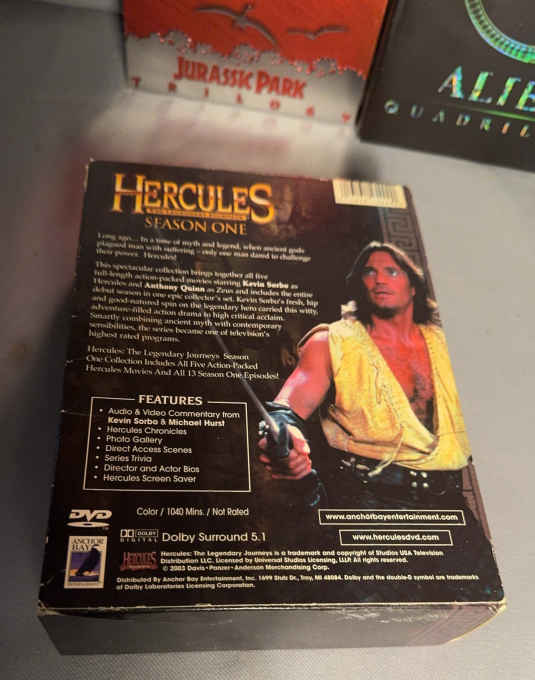 JURASSIC PARK
TRILOGY
ALIE
QUADRIL
HERCULES
THE LEGENDARY JOURNEYS
SEASON ONE
Long ago... In a time of myth and legend, when ancient gods
plagued man with suffering - only one man dared to challenge
their power. Hercules!
This spectacular collection brings together all five
full-length action-packed movies starring Kevin Sorbo as
Hercules and Anthony Quinn as Zeus and includes the entire
debut season in one epic collector's set. Kevin Sorbo's fresh, hip
and good-natured spin on the legendary hero carried this witty,
adventure-filled action drama to high critical acclaim.
Smartly combining ancient myth with contemporary
sensibilities, the series became one of television's
highest rated programs.
Hercules: The Legendary Journeys Season
One Collection Includes All Five Action-Packed
Hercules Movies And All 13 Season One Episodes!
FEATURES
• Audio & Video Commentary from
Kevin Sorbo & Michael Hurst
• Hercules Chronicles
• Photo Gallery
• Direct Access Scenes
• Series Trivia
• Director and Actor Bios
• Hercules Screen Saver
DVD
Color / 1040 Mins. / Not Rated
www.anchorbayentertainment.com
ANCHOR BAY
DOLBY DIGITAL
Dolby Surround 5.1
www.herculesdvd.com
HERCULES
Hercules: The Legendary Journeys is a trademark and copyright of Studios USA Television
Distribution LLC. Licensed by Universal Studios Licensing, LLLP. All rights reserved.
© 2003 Davis • Panzer • Anderson Merchandising Corp.
Distributed By Anchor Bay Entertainment, Inc. 1699 Stutz Dr., Troy, MI 48084. Dolby and the double-D symbol are trademarks
of Dolby Laboratories Licensing Corporation.